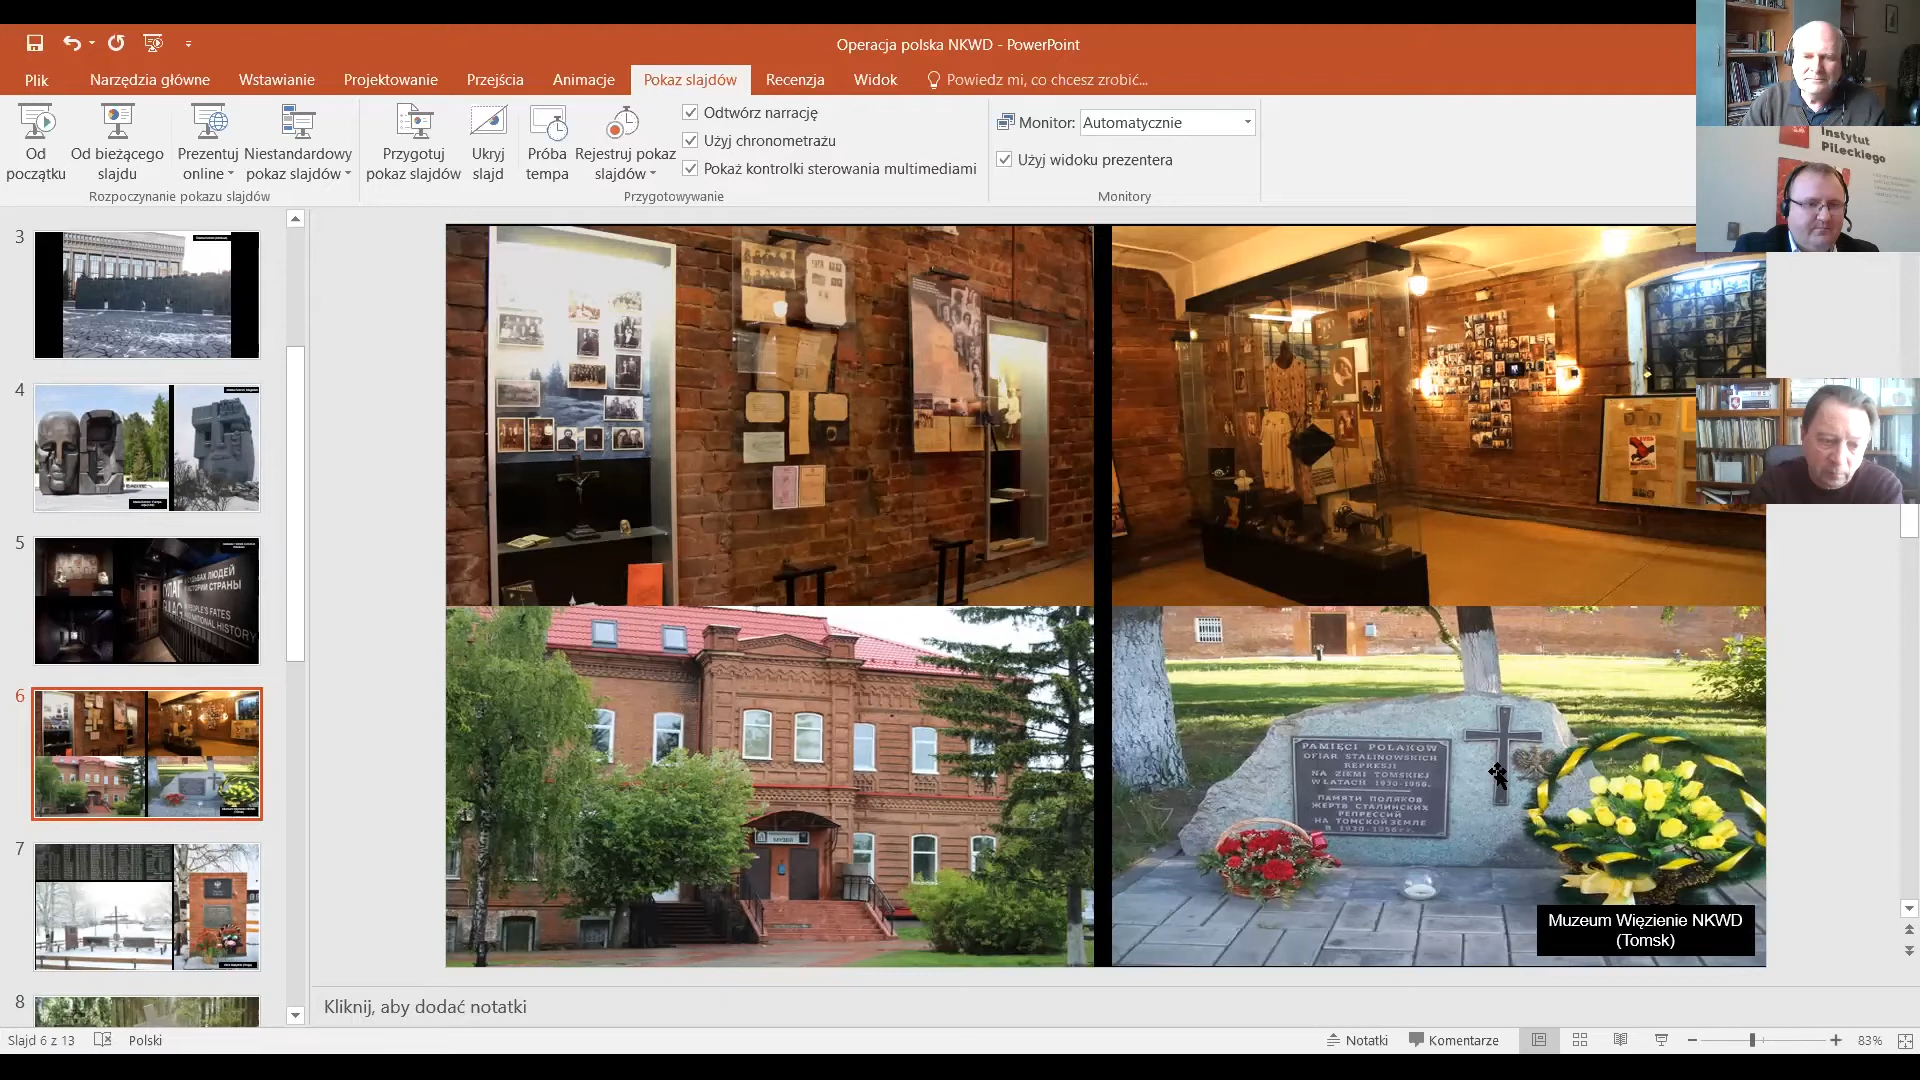 Operacja polska NKWD - PowerPoint
Plik
Narzędzia główne
Wstawianie
Projektowanie
Przejścia
Animacje
Pokaz slajdów
Recenzja
Widok
Powiedz mi, co chcesz zrobić...
Od początku
Od bieżącego slajdu
Prezentuj online
Niestandardowy pokaz slajdów
Rozpoczynanie pokazu slajdów
Przygotuj pokaz slajdów
Ukryj slajd
Próba tempa
Rejestruj pokaz slajdów
Odtwórz narrację
Użyj chronometrażu
Pokaż kontrolki sterowania multimediami
Przygotowywanie
Monitor: Automatycznie
Użyj widoku prezentera
Monitory
Instytut
Pileckiego
3
4
5
ГУЛАГ
GULAG
6
7
8
МУЗЕЙ
PAMIĘCI POLAKÓW
OFIAR STALINOWSKICH
REPRESJI
NA ZIEMI TOMSKIEJ
W LATACH 1930-1956r.
ПАМЯТИ ПОЛЯКОВ
ЖЕРТВ СТАЛИНСКИХ
РЕПРЕССИЙ
НА ТОМСКОЙ ЗЕМЛЕ
В 1930-1956 г г.
Muzeum Więzienie NKWD
(Tomsk)
Kliknij, aby dodać notatki
Slajd 6 z 13
Polski
Notatki
Komentarze
83%